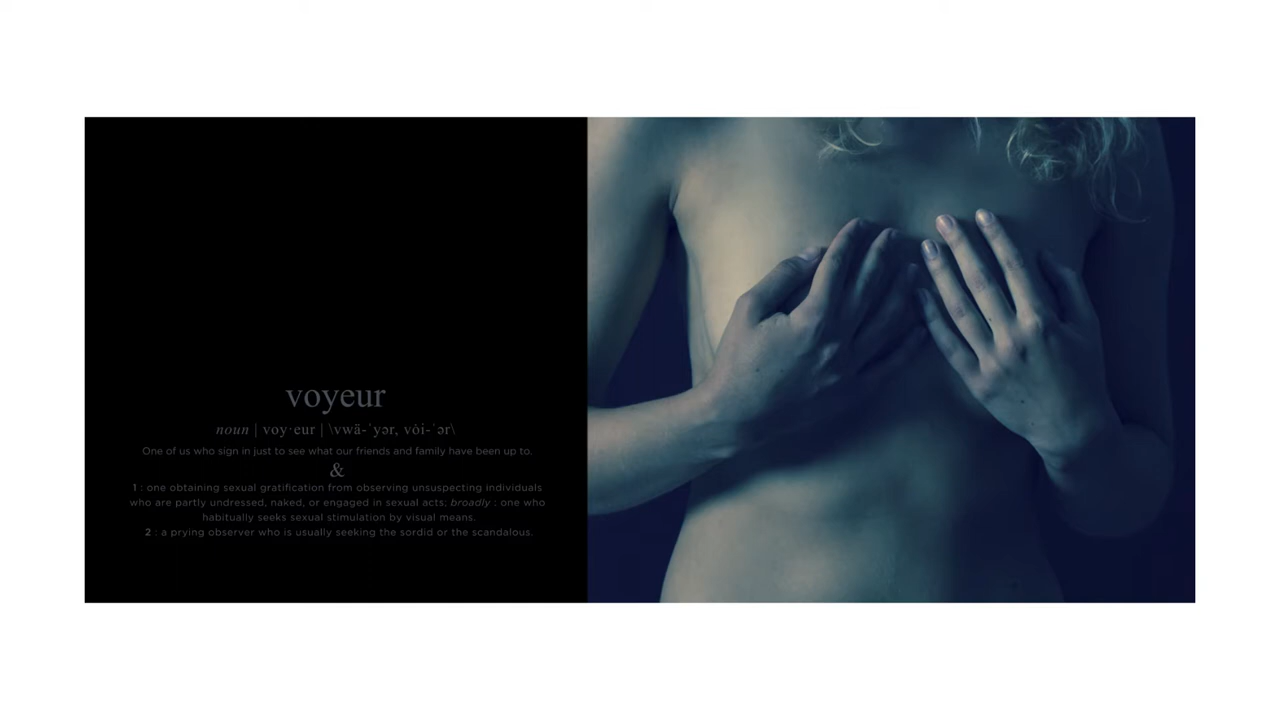 voyeur
noun | voy·eur | \vwä-ˈyər, vȯi-ˈər\
One of us who sign in just to see what our friends and family have been up to.
&
1 : one obtaining sexual gratification from observing unsuspecting individuals
who are partly undressed, naked, or engaged in sexual acts; broadly : one who
habitually seeks sexual stimulation by visual means.
2 : a prying observer who is usually seeking the sordid or the scandalous.